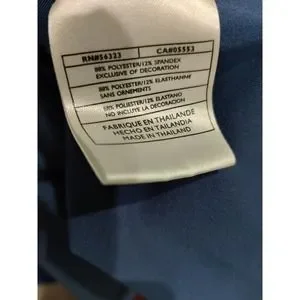 RN#56323 CA#05553
88% POLYESTER/12% SPANDEX
EXCLUSIVE OF DECORATION
88% POLYESTER/12% ELASTHANNE
SANS ORNEMENTS
88% POLYESTER/12% ELASTANO
NO INCLUYE LA DECORACION
FABRIQUE EN THAILANDE
HECHO EN TAILANDIA
MADE IN THAILAND